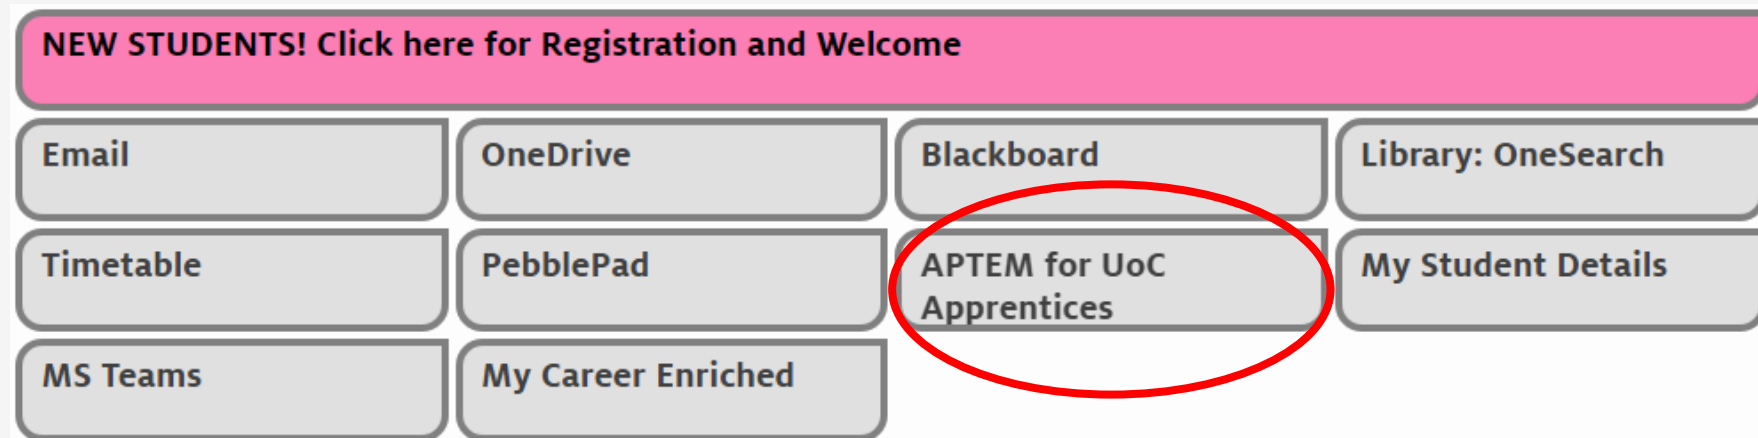 NEW STUDENTS! Click here for Registration and Welcome
Email
OneDrive
Blackboard
Library: OneSearch
Timetable
PebblePad
APTEM for UoC
Apprentices
My Student Details
MS Teams
My Career Enriched